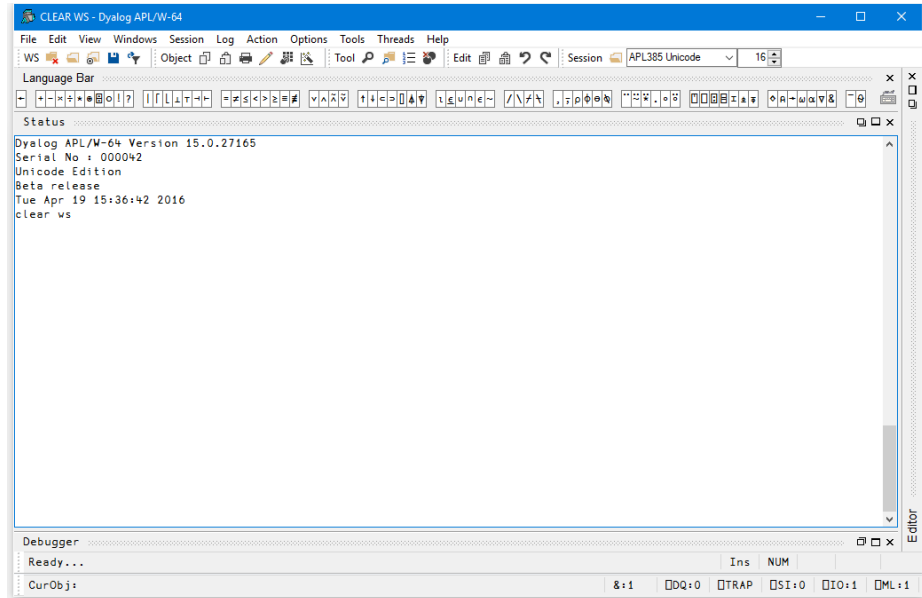 CLEAR WS - Dyalog APL/W-64
File Edit View Windows Session Log Action Options Tools Threads Help
WS Object Tool Edit Session APL385 Unicode 16
Language Bar
← + - × ÷ * ⍟ ⌹ ○ ! ? | ⌈ ⌊ ⊥ ⊤ ⊣ ⊢ = ≠ ≤ < > ≥ ≡ ≢ ∨ ∧ ⍲ ⍱ ↑ ↓ ⊂ ⊃ ⌷ ⍋ ⍒ ⍳ ⍷ ∪ ∩ ∊ ~ / \ ⌿ ⍀ , ⍪ ⍴ ⌽ ⊖ ⍉ ¨ ⍨ ⍣ . ∘ ⍤ ⍞ ⎕ ⍠ ⌸ ⌶ ⍎ ⍕ ⋄ ⍝ → ⍵ ⍺ ∇ & ¯ ⍬
Status
Dyalog APL/W-64 Version 15.0.27165
Serial No : 000042
Unicode Edition
Beta release
Tue Apr 19 15:36:42 2016
clear ws
Editor
Debugger
Ready...
Ins NUM
CurObj:
&:1 ⎕DQ:0 ⎕TRAP ⎕SI:0 ⎕IO:1 ⎕ML:1